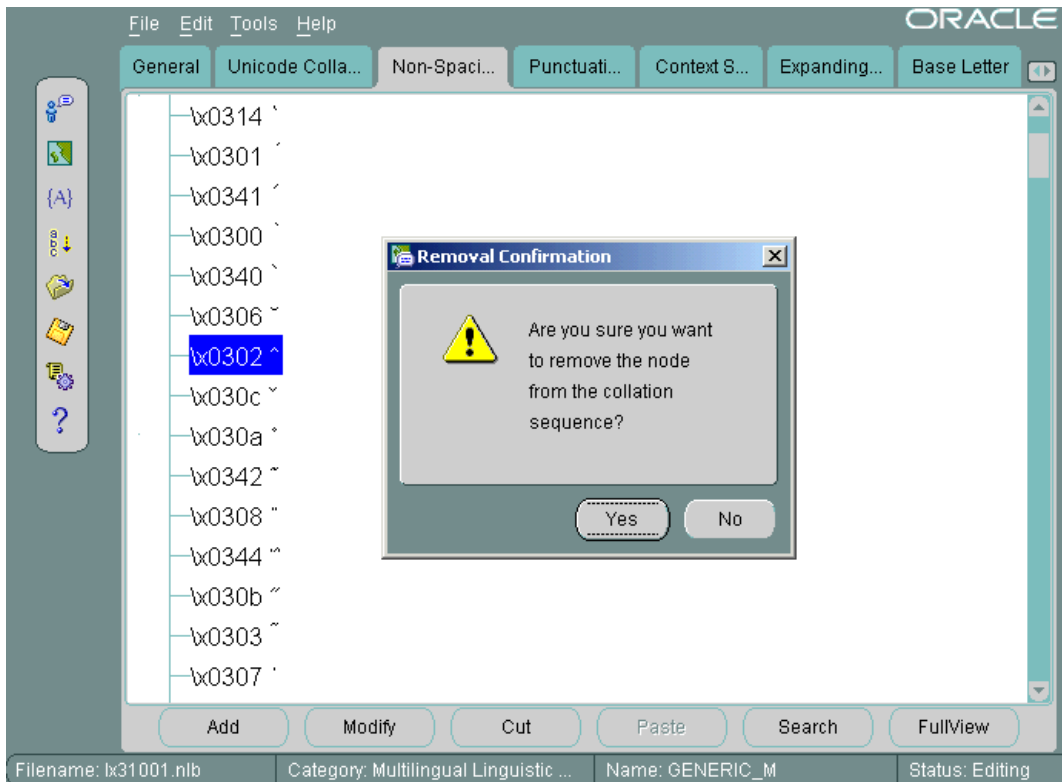 File Edit Tools Help
ORACLE
General Unicode Colla... Non-Spaci... Punctuati... Context S... Expanding... Base Letter
{A}
a
b
c
?
\x0314 ̔
\x0301 ́
\x0341 ́
\x0300 ̀
\x0340 ̀
\x0306 ̆
\x0302 ^
\x030c ˇ
\x030a °
\x0342 ~
\x0308 ¨
\x0344 ̈́
\x030b ˝
\x0303 ~
\x0307 ˙
Removal Confirmation
Are you sure you want
to remove the node
from the collation
sequence?
Yes No
Add Modify Cut Paste Search FullView
Filename: lx31001.nlb Category: Multilingual Linguistic ... Name: GENERIC_M Status: Editing